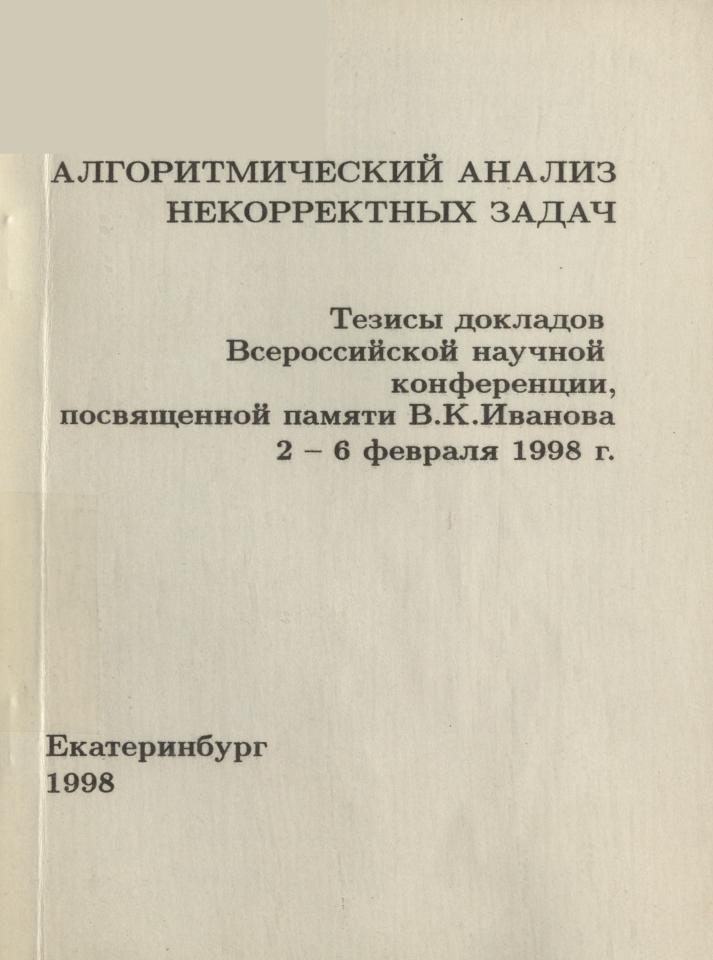 АЛГОРИТМИЧЕСКИЙ АНАЛИЗ
НЕКОРРЕКТНЫХ ЗАДАЧ
Тезисы докладов
Всероссийской научной
конференции,
посвященной памяти В.К.Иванова
2 – 6 февраля 1998 г.
Екатеринбург
1998